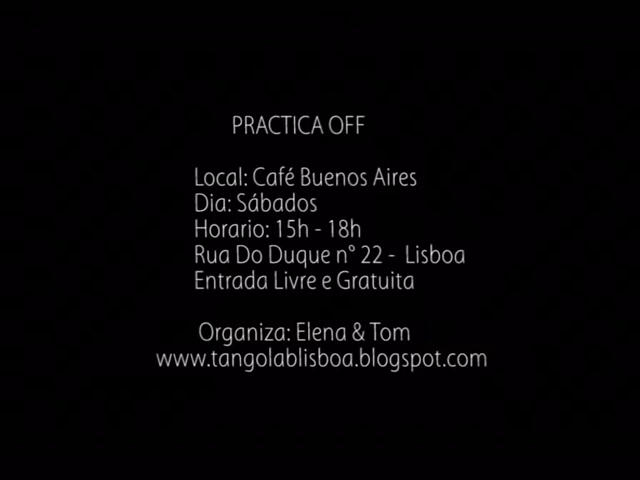 PRACTICA OFF
Local: Café Buenos Aires
Dia: Sábados
Horario: 15h - 18h
Rua Do Duque n° 22 - Lisboa
Entrada Livre e Gratuita
Organiza: Elena & Tom
www.tangolablisboa.blogspot.com